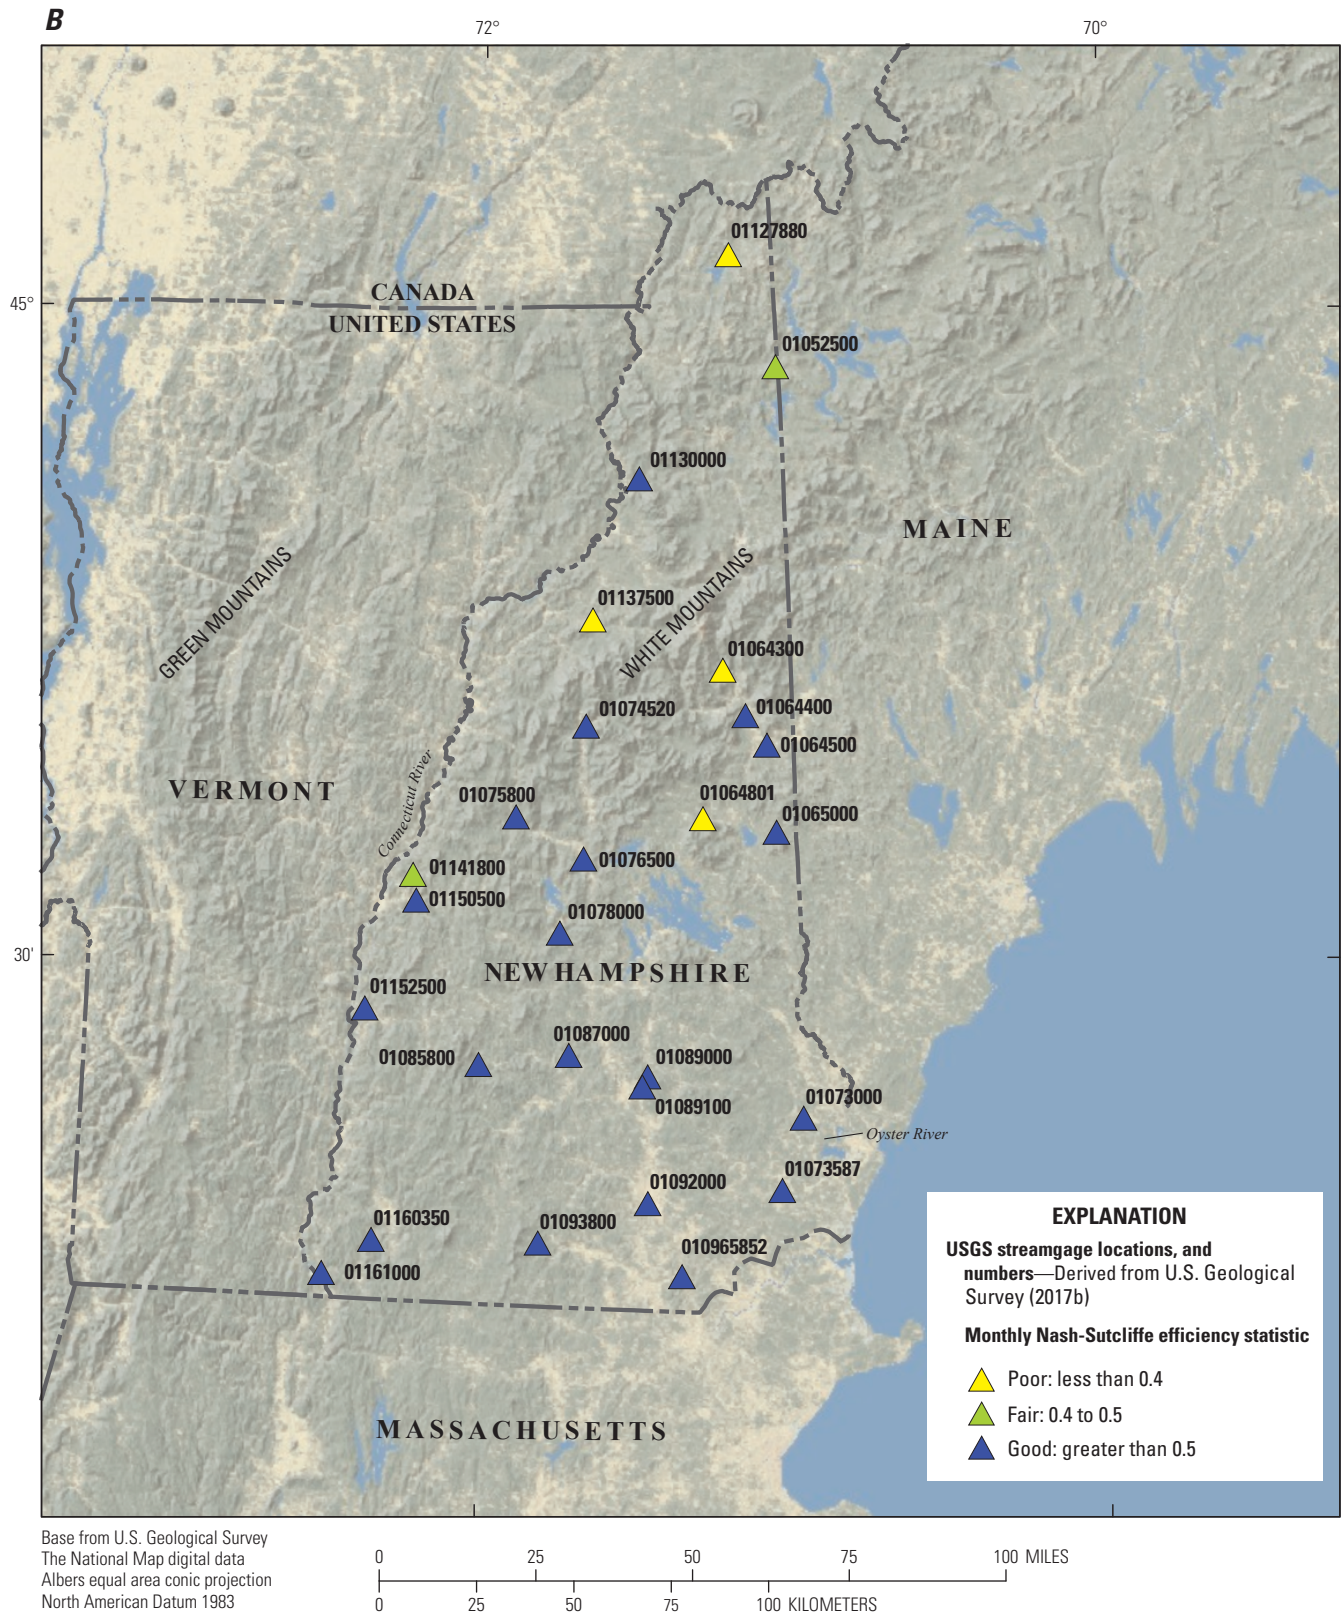 B
72°
70°
01127880
CANADA
45°
UNITED STATES
01052500
01130000
MAINE
GREEN MOUNTAINS
WHITE MOUNTAINS
01137500
01064300
01074520
01064400
01064500
VERMONT
Connecticut River
01075800
01064801
01065000
01076500
01141800
01150500
01078000
30'
NEW HAMPSHIRE
01152500
01087000
01085800
01089000
01089100
01073000
Oyster River
01073587
01092000
01160350
01093800
010965852
01161000
MASSACHUSETTS
EXPLANATION
USGS streamgage locations, and
numbers—Derived from U.S. Geological
Survey (2017b)
Monthly Nash-Sutcliffe efficiency statistic
Poor: less than 0.4
Fair: 0.4 to 0.5
Good: greater than 0.5
Base from U.S. Geological Survey
The National Map digital data
Albers equal area conic projection
North American Datum 1983
0 25 50 75 100 MILES
0 25 50 75 100 KILOMETERS